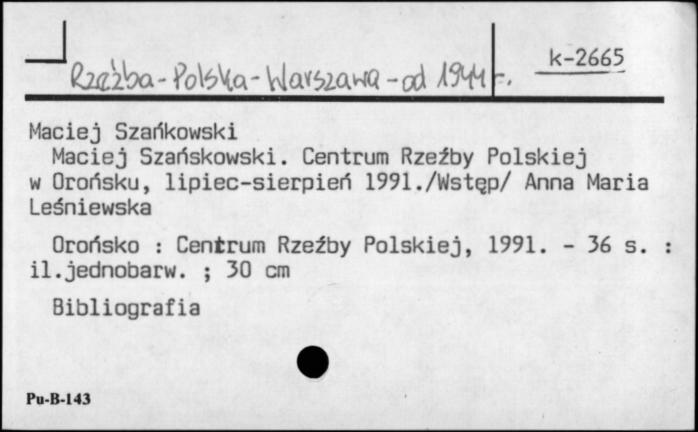 k-2665
Rzeźba - Polska - Warszawa - od 1944 r.
Maciej Szańkowski
Maciej Szańskowski. Centrum Rzeźby Polskiej
w Orońsku, lipiec-sierpień 1991./Wstęp/ Anna Maria
Leśniewska
Orońsko : Centrum Rzeźby Polskiej, 1991. - 36 s. :
il.jednobarw. ; 30 cm
Bibliografia
Pu-B-143